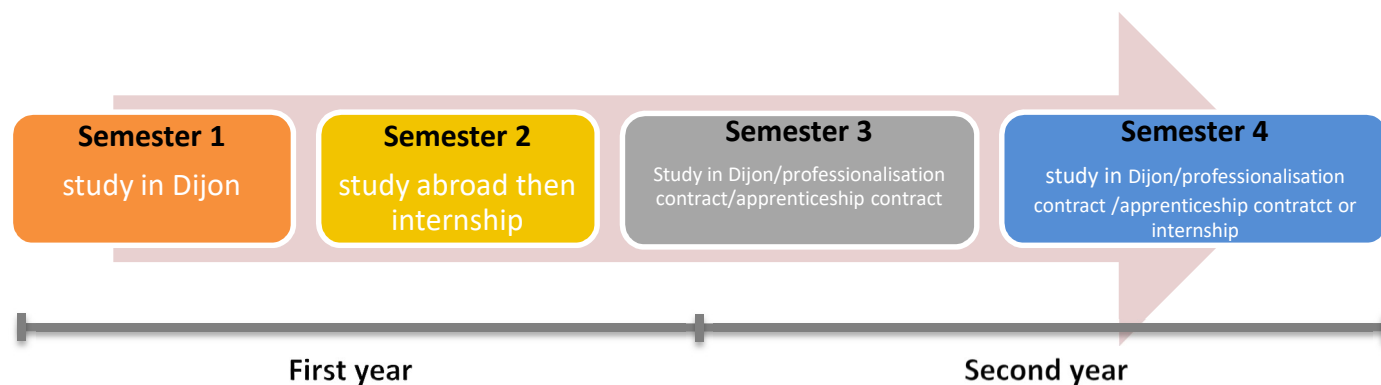 Semester 1
study in Dijon
Semester 2
study abroad then
internship
Semester 3
Study in Dijon/professionalisation
contract/apprenticeship contract
Semester 4
study in Dijon/professionalisation
contract /apprenticeship contratct or
internship
First year
Second year